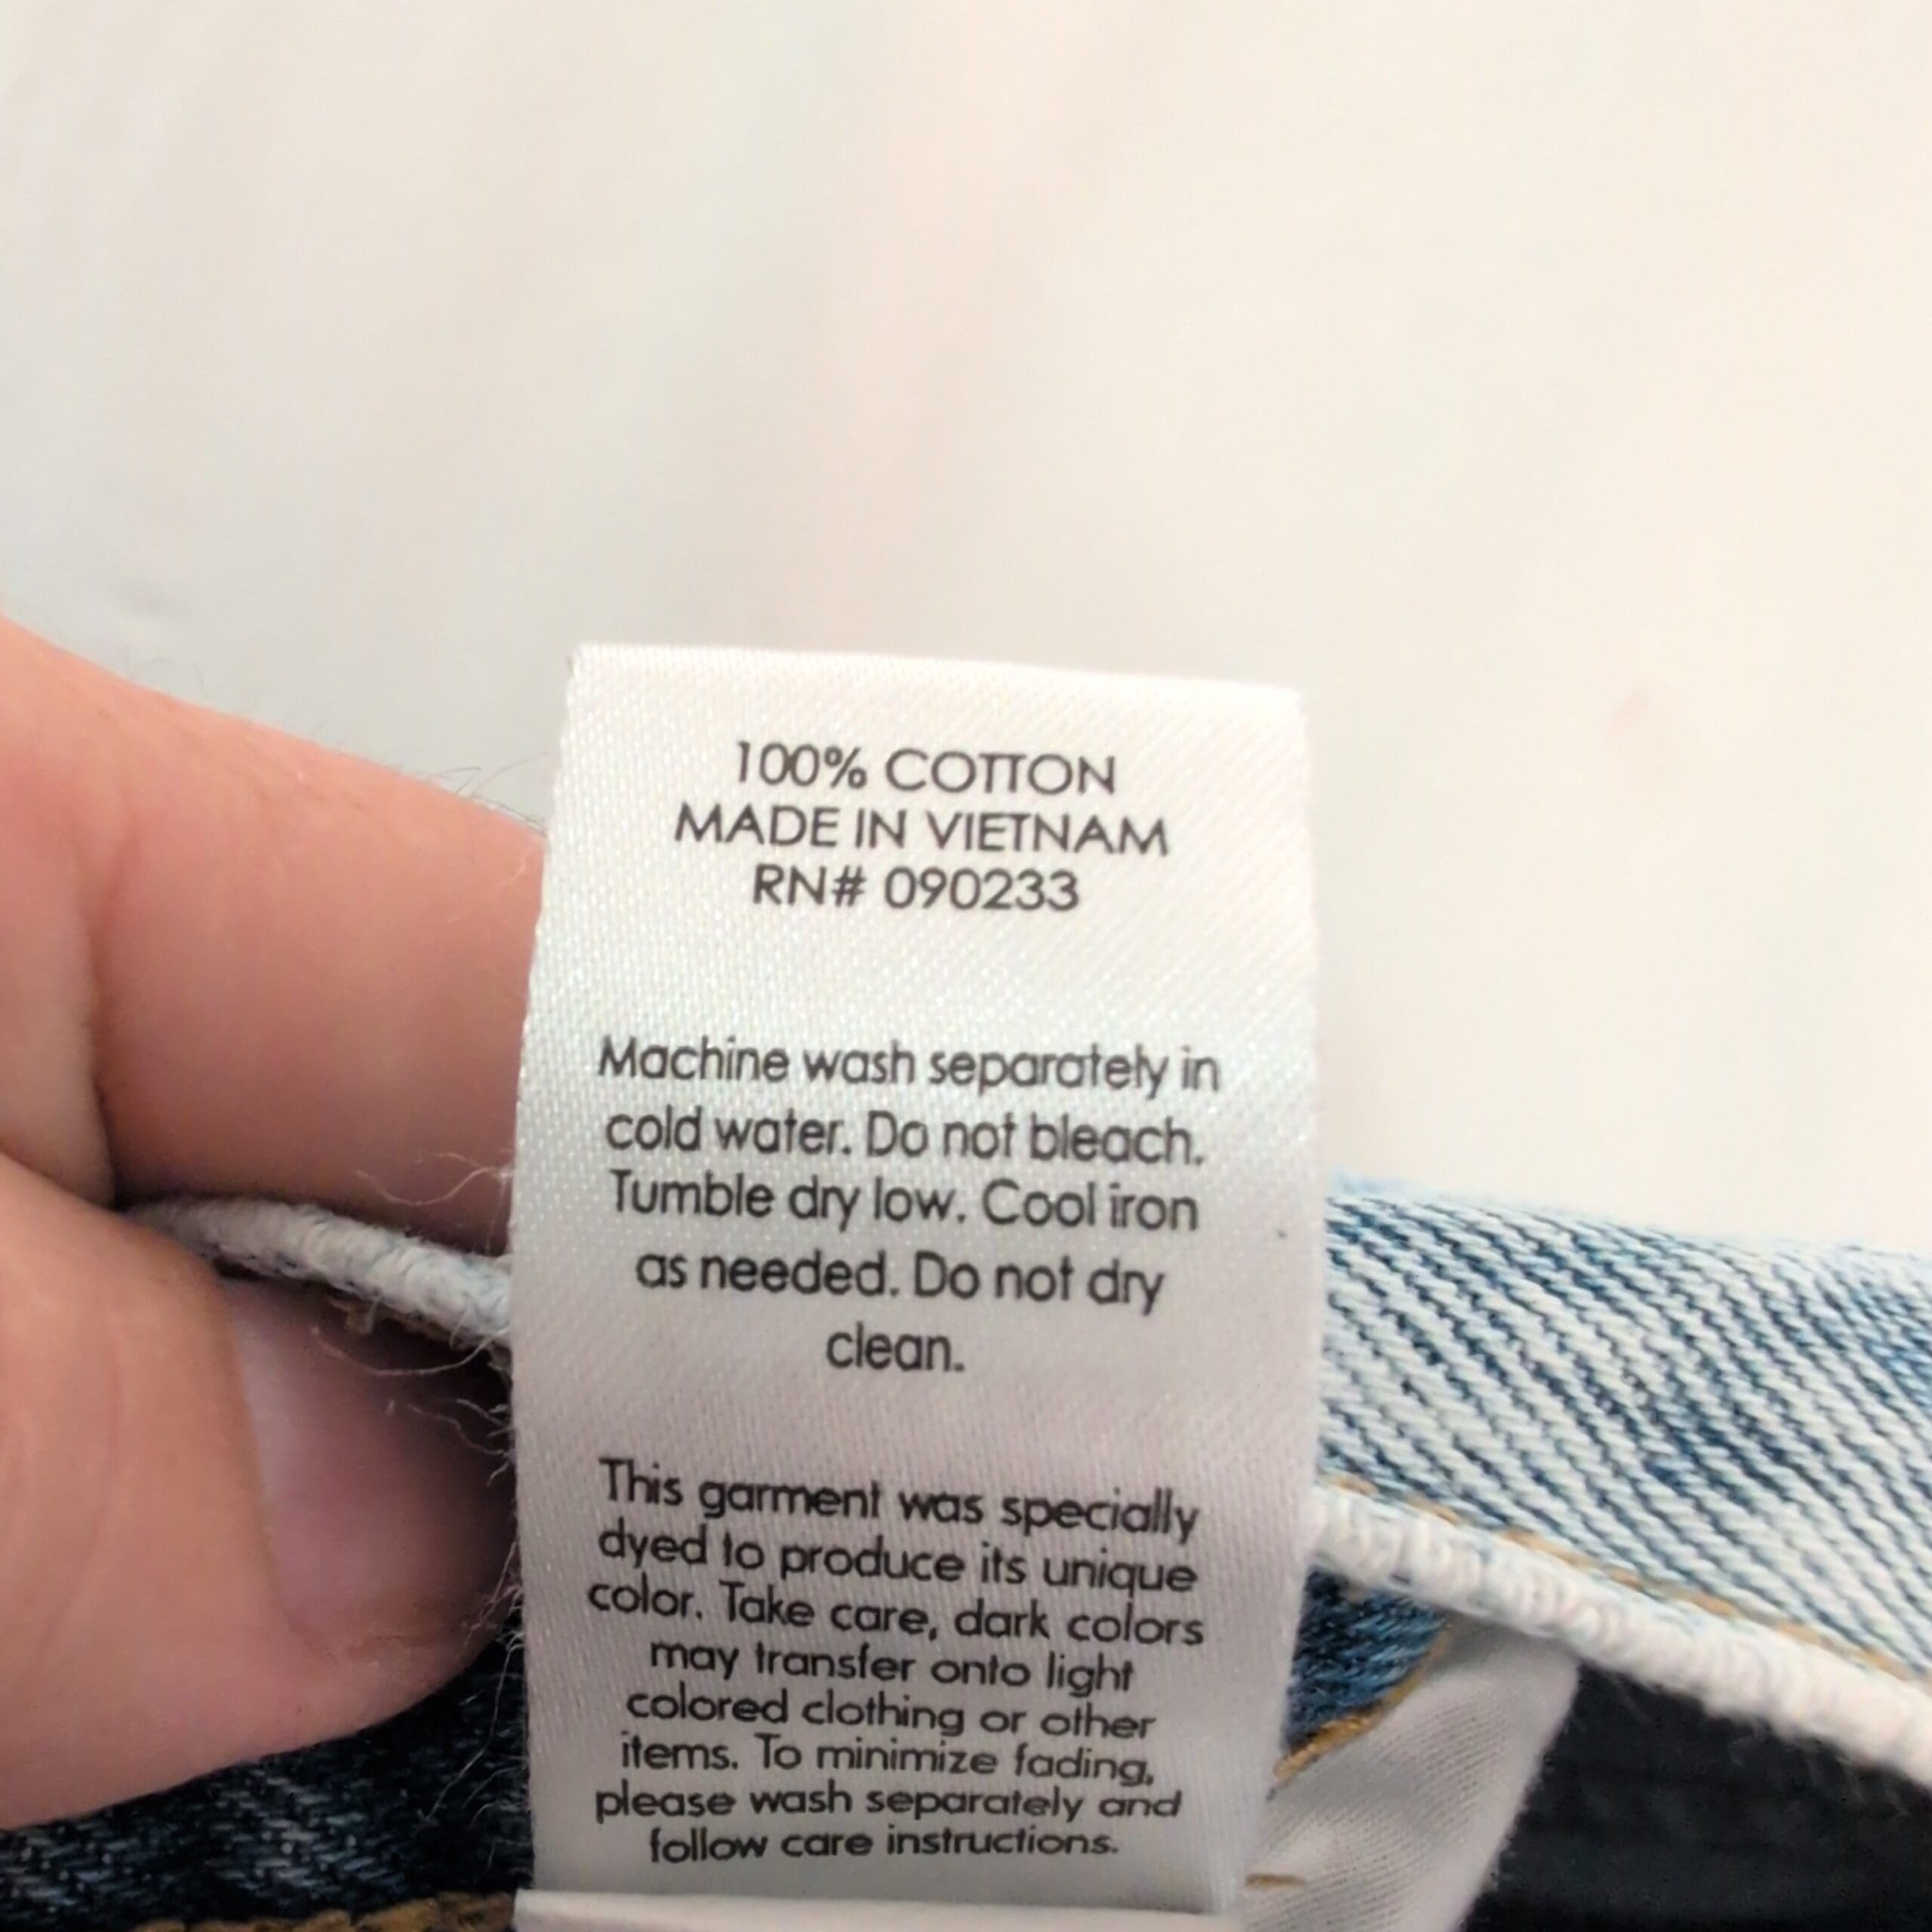 100% COTTON
MADE IN VIETNAM
RN# 090233
Machine wash separately in
cold water. Do not bleach.
Tumble dry low. Cool iron
as needed. Do not dry
clean.
This garment was specially
dyed to produce its unique
color. Take care, dark colors
may transfer onto light
colored clothing or other
items. To minimize fading,
please wash separately and
follow care instructions.